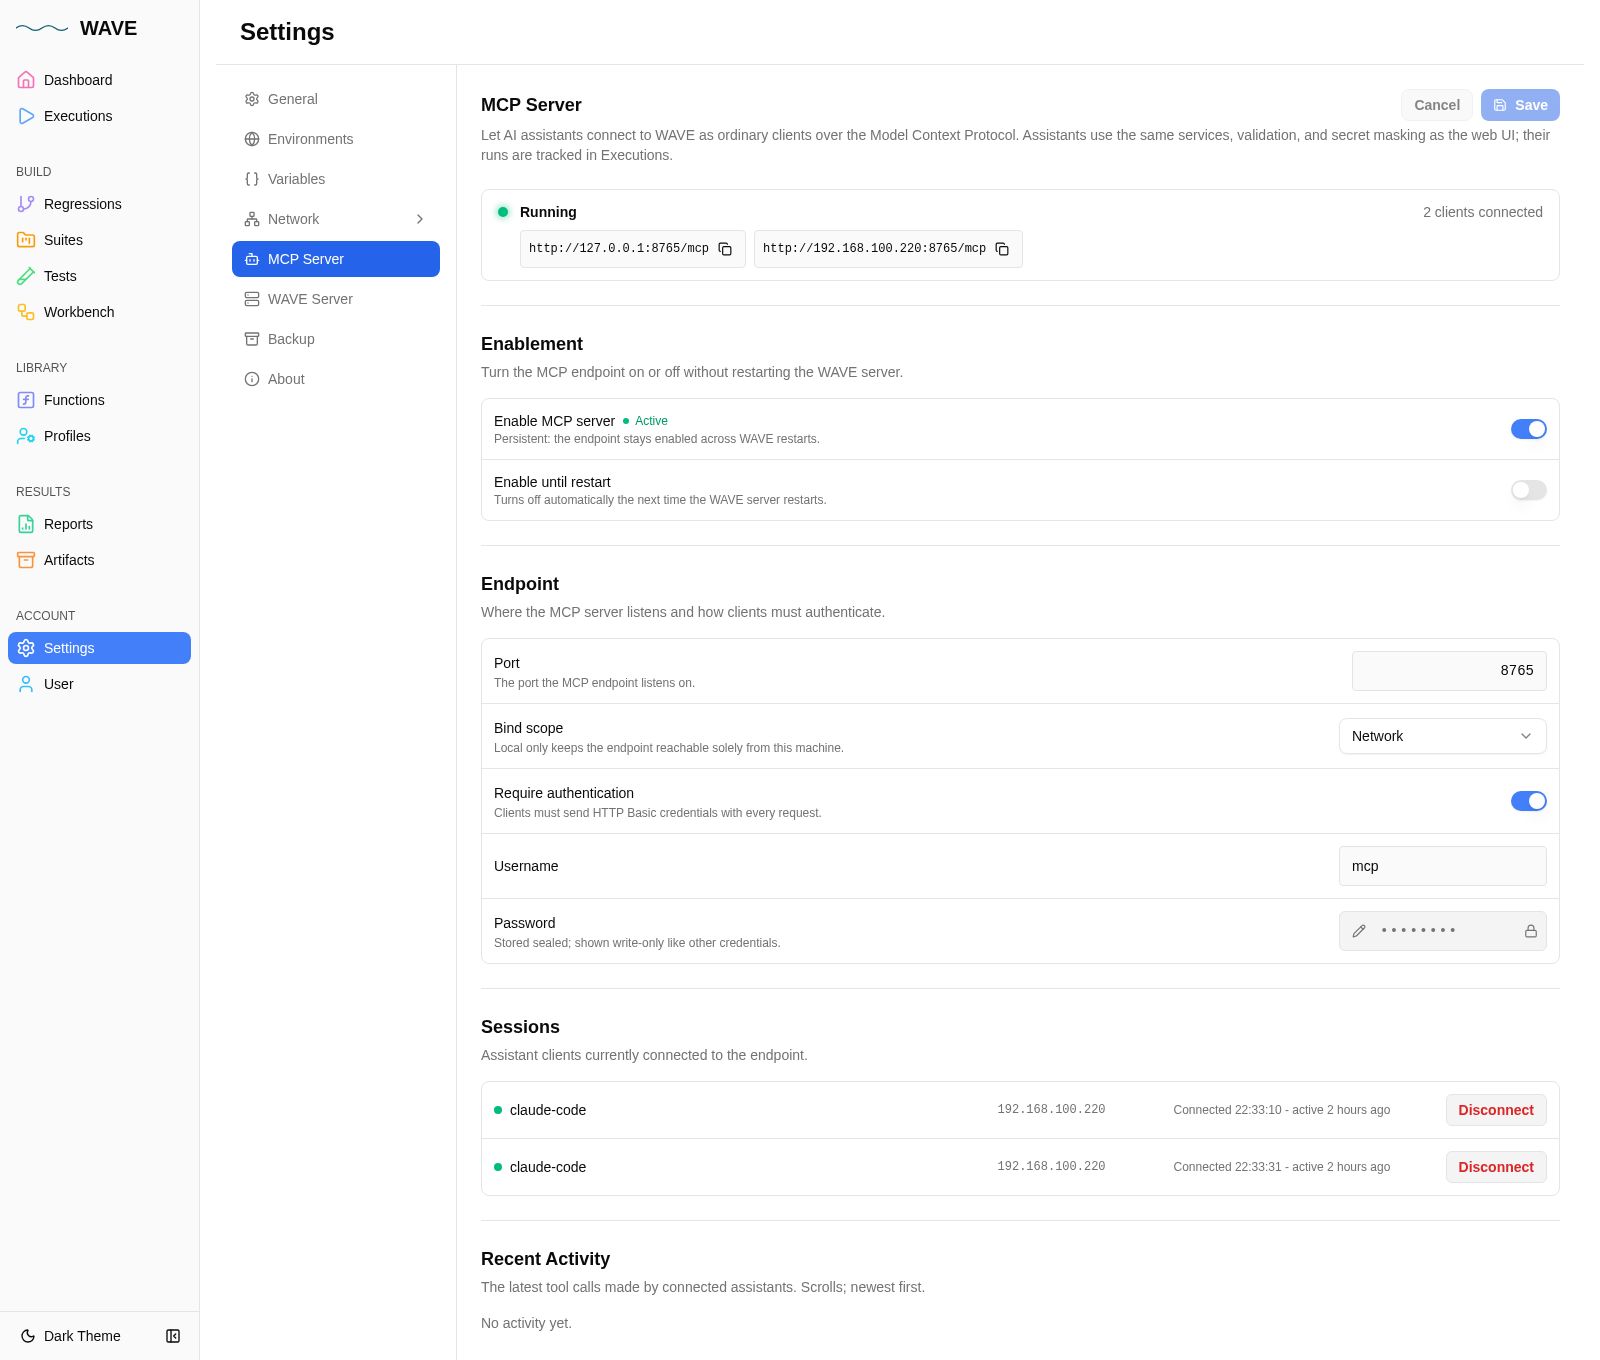 WAVE
Dashboard
Executions
BUILD
Regressions
Suites
Tests
Workbench
LIBRARY
Functions
Profiles
RESULTS
Reports
Artifacts
ACCOUNT
Settings
User
Dark Theme
Settings
General
Environments
Variables
Network
MCP Server
WAVE Server
Backup
About
MCP Server
Cancel
Save
Let AI assistants connect to WAVE as ordinary clients over the Model Context Protocol. Assistants use the same services, validation, and secret masking as the web UI; their
runs are tracked in Executions.
Running
2 clients connected
http://127.0.0.1:8765/mcp
http://192.168.100.220:8765/mcp
Enablement
Turn the MCP endpoint on or off without restarting the WAVE server.
Enable MCP server
Active
Persistent: the endpoint stays enabled across WAVE restarts.
Enable until restart
Turns off automatically the next time the WAVE server restarts.
Endpoint
Where the MCP server listens and how clients must authenticate.
Port
The port the MCP endpoint listens on.
8765
Bind scope
Local only keeps the endpoint reachable solely from this machine.
Network
Require authentication
Clients must send HTTP Basic credentials with every request.
Username
mcp
Password
Stored sealed; shown write-only like other credentials.
••••••••
Sessions
Assistant clients currently connected to the endpoint.
claude-code
192.168.100.220
Connected 22:33:10 - active 2 hours ago
Disconnect
claude-code
192.168.100.220
Connected 22:33:31 - active 2 hours ago
Disconnect
Recent Activity
The latest tool calls made by connected assistants. Scrolls; newest first.
No activity yet.